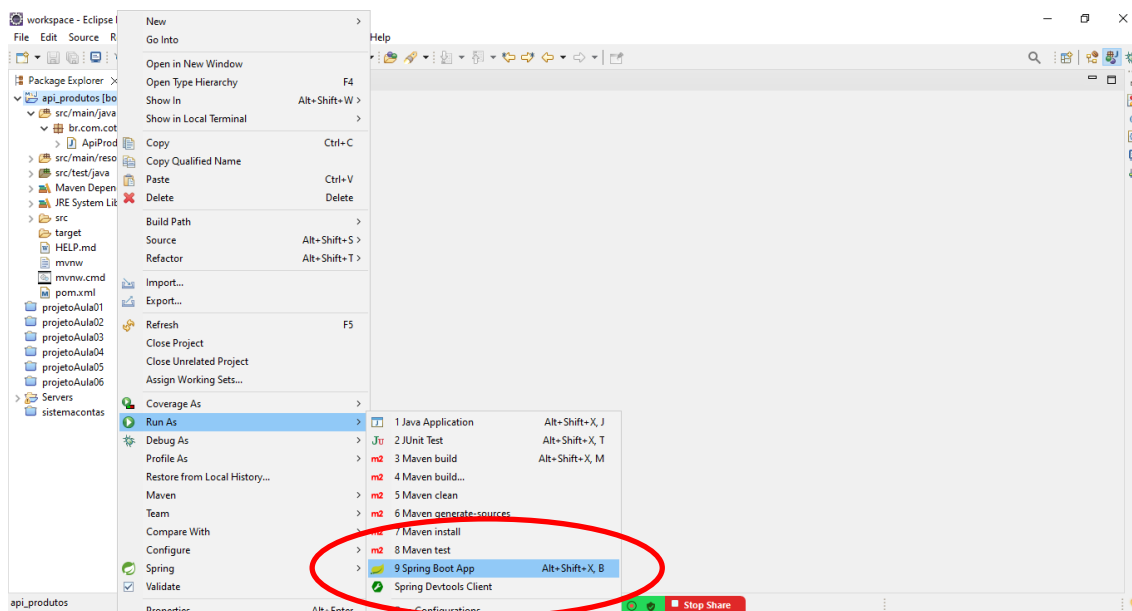 workspace - Eclipse
File Edit Source R
Help
Package Explorer
api_produtos [bo
src/main/java
br.com.cot
ApiProd
src/main/reso
src/test/java
Maven Depen
JRE System Lib
src
target
HELP.md
mvnw
mvnw.cmd
pom.xml
projetoAula01
projetoAula02
projetoAula03
projetoAula04
projetoAula05
projetoAula06
Servers
sistemacontas
New
Go Into
Open in New Window
Open Type Hierarchy F4
Show In Alt+Shift+W
Show in Local Terminal
Copy Ctrl+C
Copy Qualified Name
Paste Ctrl+V
Delete Delete
Build Path
Source Alt+Shift+S
Refactor Alt+Shift+T
Import...
Export...
Refresh F5
Close Project
Close Unrelated Project
Assign Working Sets...
Coverage As
Run As
Debug As
Profile As
Restore from Local History...
Maven
Team
Compare With
Configure
Spring
Validate
Properties Alt+Enter
1 Java Application Alt+Shift+X, J
2 JUnit Test Alt+Shift+X, T
3 Maven build Alt+Shift+X, M
4 Maven build...
5 Maven clean
6 Maven generate-sources
7 Maven install
8 Maven test
9 Spring Boot App Alt+Shift+X, B
Spring Devtools Client
Configurations
api_produtos
Stop Share